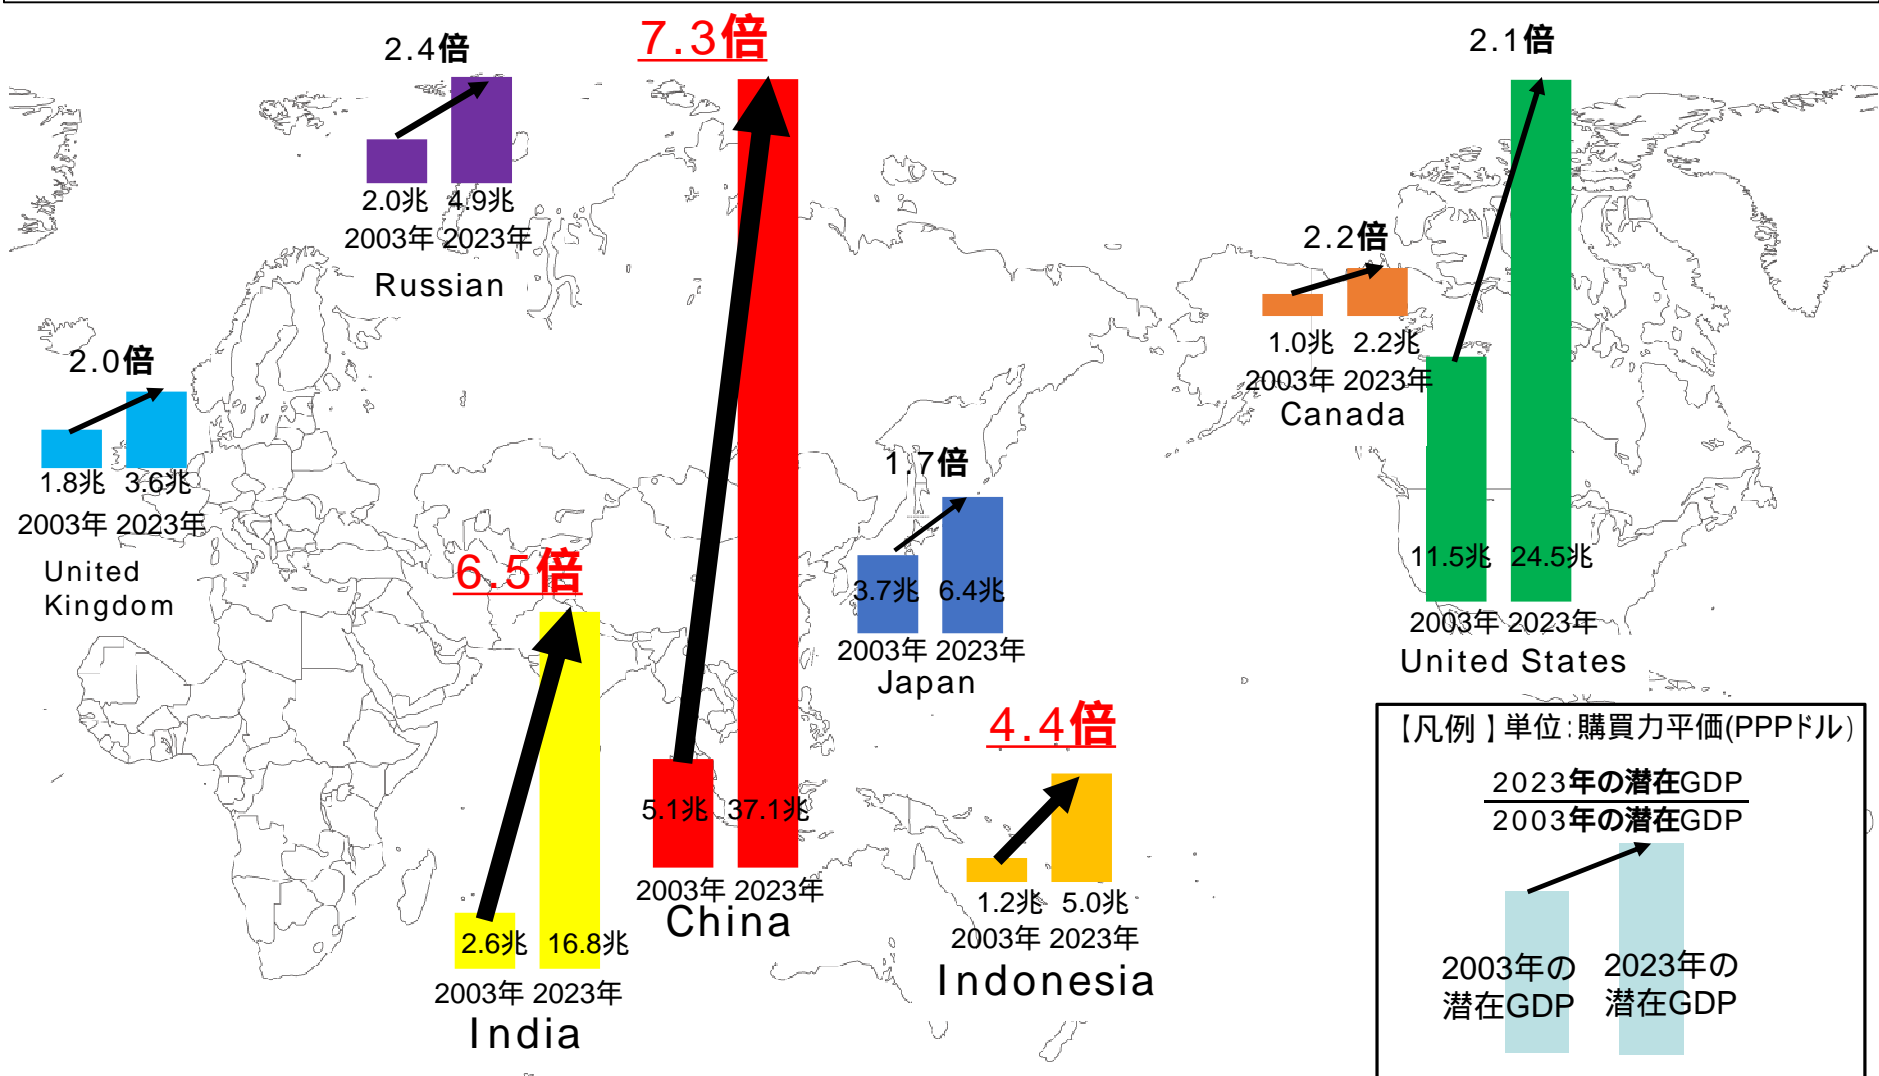 2.4倍
2.0兆 4.9兆
2003年 2023年
Russian
7.3倍
5.1兆 37.1兆
2003年 2023年
China
2.1倍
11.5兆 24.5兆
2003年 2023年
United States
2.2倍
1.0兆 2.2兆
2003年 2023年
Canada
2.0倍
1.8兆 3.6兆
2003年 2023年
United
Kingdom
1.7倍
3.7兆 6.4兆
2003年 2023年
Japan
6.5倍
2.6兆 16.8兆
2003年 2023年
India
4.4倍
1.2兆 5.0兆
2003年 2023年
Indonesia
【凡例】単位:購買力平価(PPPドル)
2023年の潜在GDP
2003年の潜在GDP
2003年の
潜在GDP
2023年の
潜在GDP